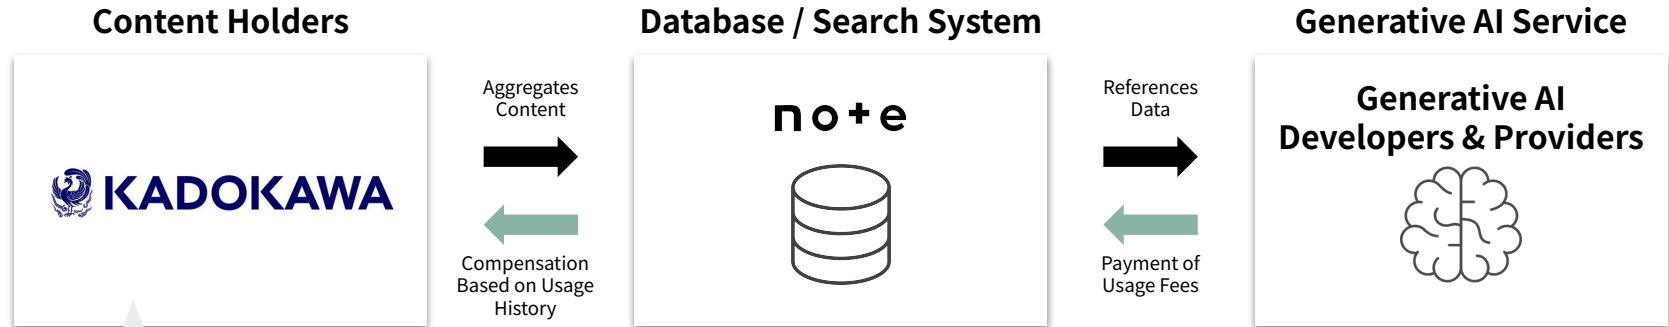 Content Holders
Database / Search System
Generative AI Service
KADOKAWA
Aggregates
Content
Compensation
Based on Usage
History
note
References
Data
Payment of
Usage Fees
Generative AI
Developers & Providers